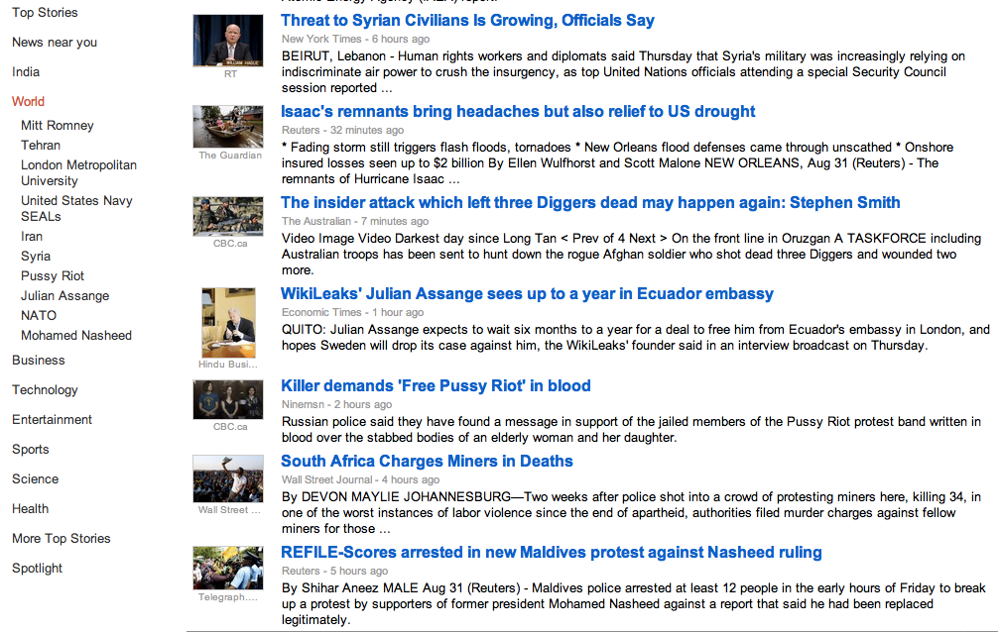 Top Stories
News near you
India
World
Mitt Romney
Tehran
London Metropolitan
University
United States Navy
SEALs
Iran
Syria
Pussy Riot
Julian Assange
NATO
Mohamed Nasheed
Business
Technology
Entertainment
Sports
Science
Health
More Top Stories
Spotlight
WILLIAM HAGUE
RT
Threat to Syrian Civilians Is Growing, Officials Say
New York Times - 6 hours ago
BEIRUT, Lebanon - Human rights workers and diplomats said Thursday that Syria's military was increasingly relying on
indiscriminate air power to crush the insurgency, as top United Nations officials attending a special Security Council
session reported ...
The Guardian
Isaac's remnants bring headaches but also relief to US drought
Reuters - 32 minutes ago
* Fading storm still triggers flash floods, tornadoes * New Orleans flood defenses came through unscathed * Onshore
insured losses seen up to $2 billion By Ellen Wulfhorst and Scott Malone NEW ORLEANS, Aug 31 (Reuters) - The
remnants of Hurricane Isaac ...
CBC.ca
The insider attack which left three Diggers dead may happen again: Stephen Smith
The Australian - 7 minutes ago
Video Image Video Darkest day since Long Tan < Prev of 4 Next > On the front line in Oruzgan A TASKFORCE including
Australian troops has been sent to hunt down the rogue Afghan soldier who shot dead three Diggers and wounded two
more.
Hindu Busi...
WikiLeaks' Julian Assange sees up to a year in Ecuador embassy
Economic Times - 1 hour ago
QUITO: Julian Assange expects to wait six months to a year for a deal to free him from Ecuador's embassy in London, and
hopes Sweden will drop its case against him, the WikiLeaks' founder said in an interview broadcast on Thursday.
CBC.ca
Killer demands 'Free Pussy Riot' in blood
Ninemsn - 2 hours ago
Russian police said they have found a message in support of the jailed members of the Pussy Riot protest band written in
blood over the stabbed bodies of an elderly woman and her daughter.
Wall Street ...
South Africa Charges Miners in Deaths
Wall Street Journal - 4 hours ago
By DEVON MAYLIE JOHANNESBURG—Two weeks after police shot into a crowd of protesting miners here, killing 34, in
one of the worst instances of labor violence since the end of apartheid, authorities filed murder charges against fellow
miners for those ...
Telegraph....
REFILE-Scores arrested in new Maldives protest against Nasheed ruling
Reuters - 5 hours ago
By Shihar Aneez MALE Aug 31 (Reuters) - Maldives police arrested at least 12 people in the early hours of Friday to break
up a protest by supporters of former president Mohamed Nasheed against a report that said he had been replaced
legitimately.